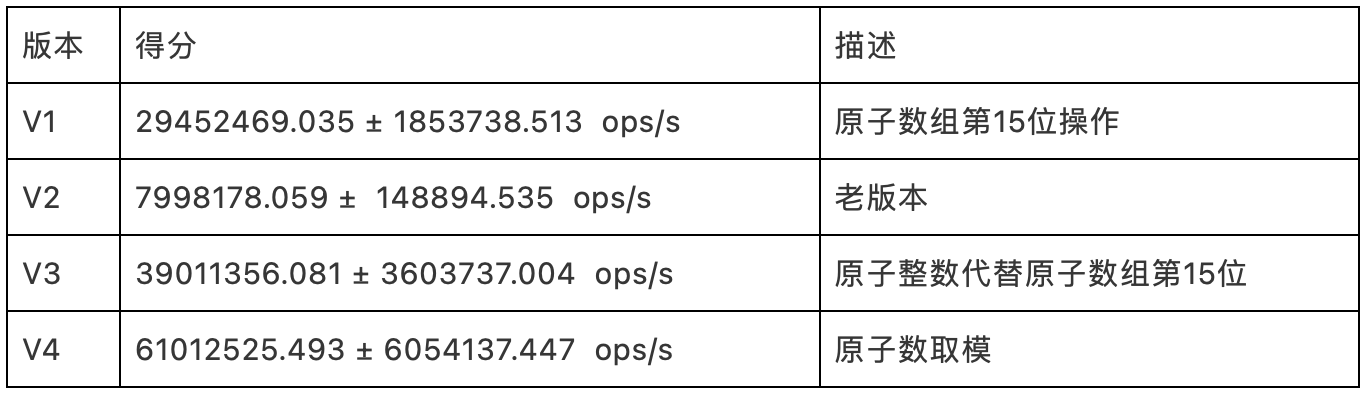 版本 得分 描述
V1 29452469.035 ± 1853738.513  ops/s 原子数组第15位操作
V2 7998178.059 ±  148894.535  ops/s 老版本
V3 39011356.081 ± 3603737.004  ops/s 原子整数代替原子数组第15位
V4 61012525.493 ± 6054137.447  ops/s 原子数取模